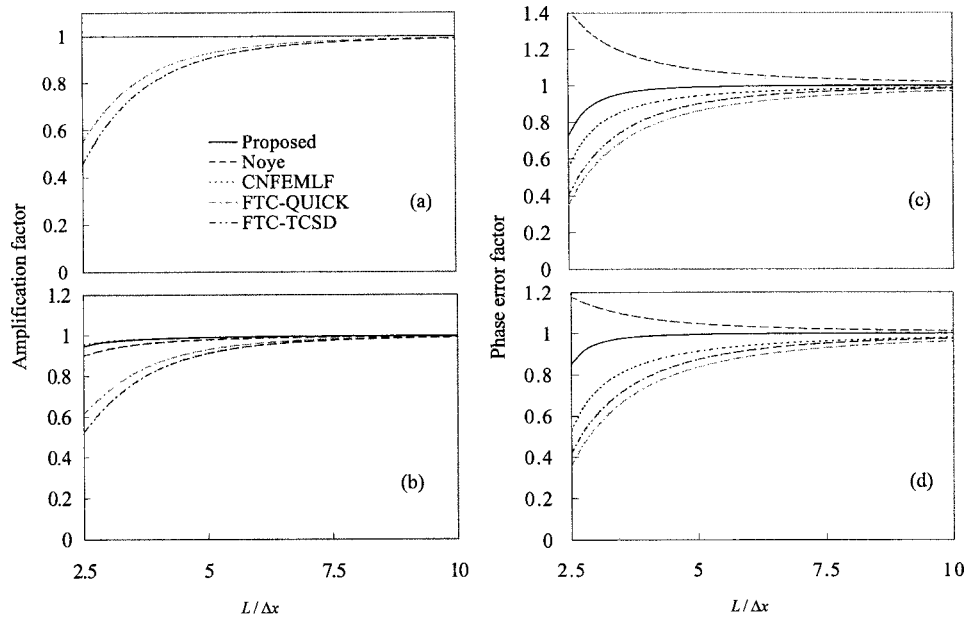 Amplification factor
1
0.8
0.6
0.4
0.2
0
Proposed
Noye
CNFEMLF
FTC-QUICK
FTC-TCSD
(a)
1.2
1
0.8
0.6
0.4
0.2
0
(b)
2.5
5
7.5
10
L / Δx
Phase error factor
1.4
1.2
1
0.8
0.6
0.4
0.2
0
(c)
1.2
1
0.8
0.6
0.4
0.2
0
(d)
2.5
5
7.5
10
L / Δx